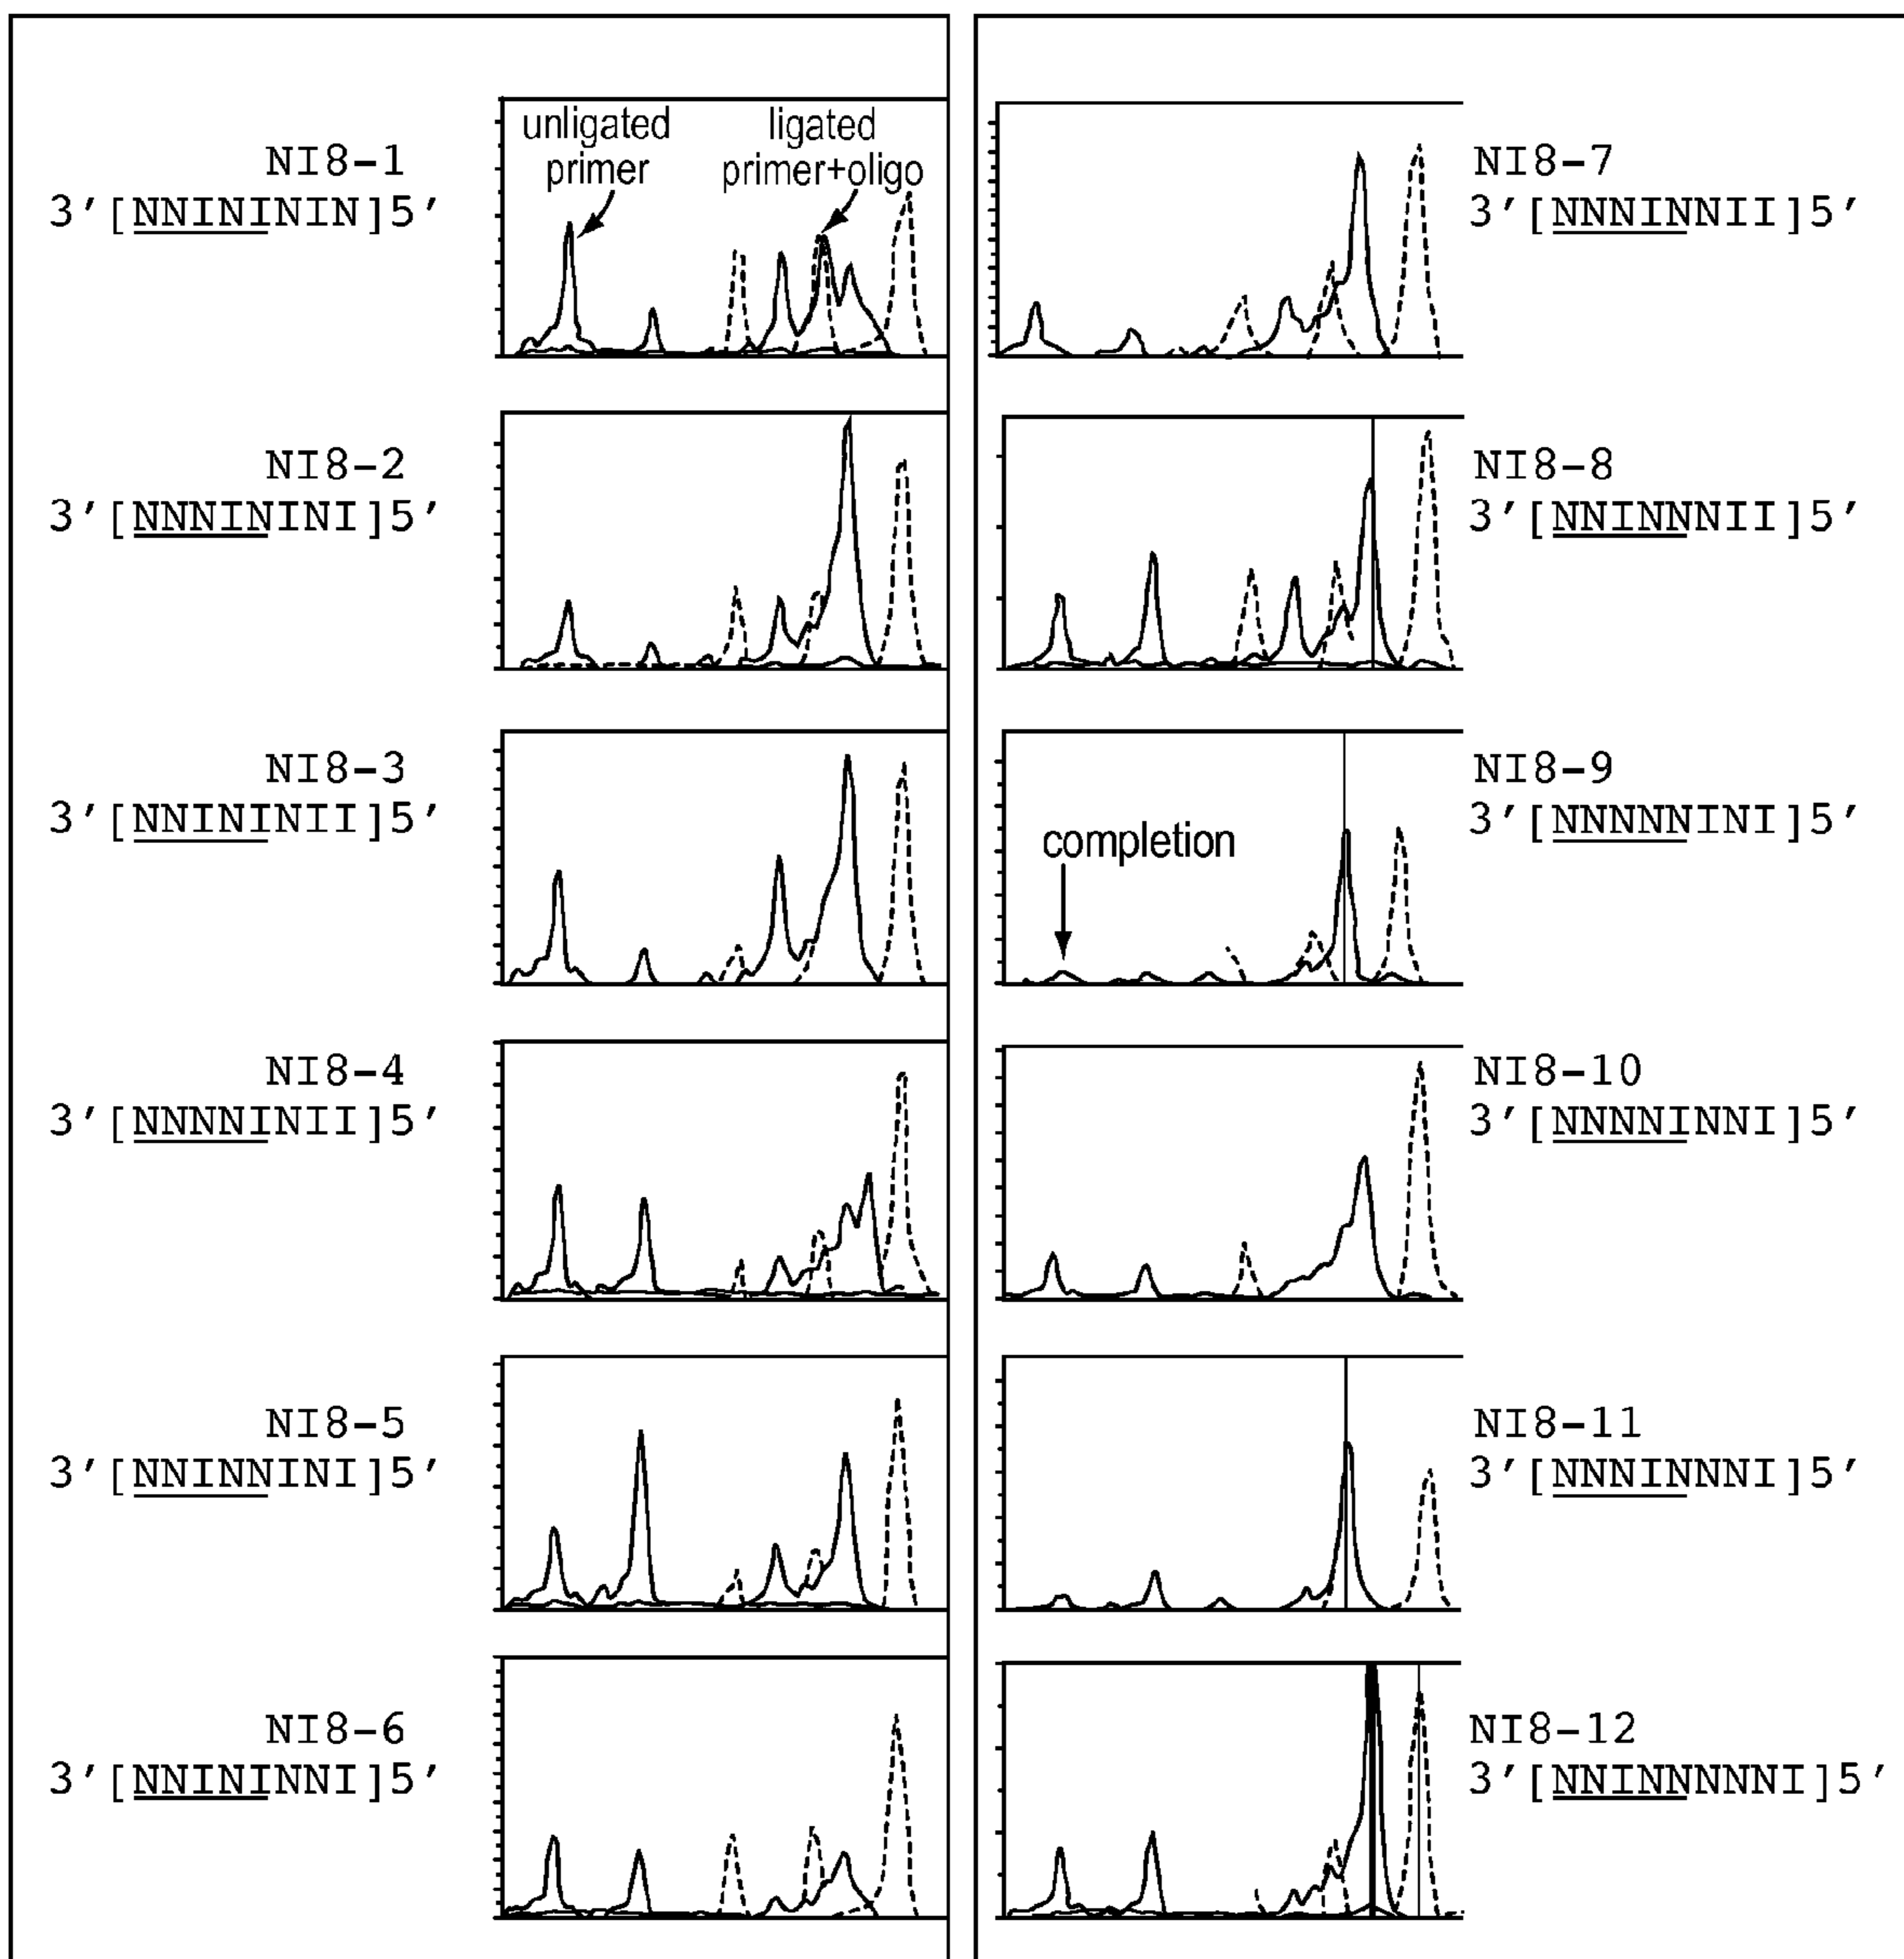 NI8-1
3'[NNINININ]5'
unligated
primer
ligated
primer+oligo
NI8-2
3'[NNNININI]5'
NI8-3
3'[NNININII]5'
NI8-4
3'[NNNNINII]5'
NI8-5
3'[NNINNINI]5'
NI8-6
3'[NNININNI]5'
NI8-7
3'[NNNINNII]5'
NI8-8
3'[NNINNNII]5'
NI8-9
3'[NNNNNINI]5'
completion
NI8-10
3'[NNNNINNI]5'
NI8-11
3'[NNNINNNI]5'
NI8-12
3'[NNINNNNNI]5'